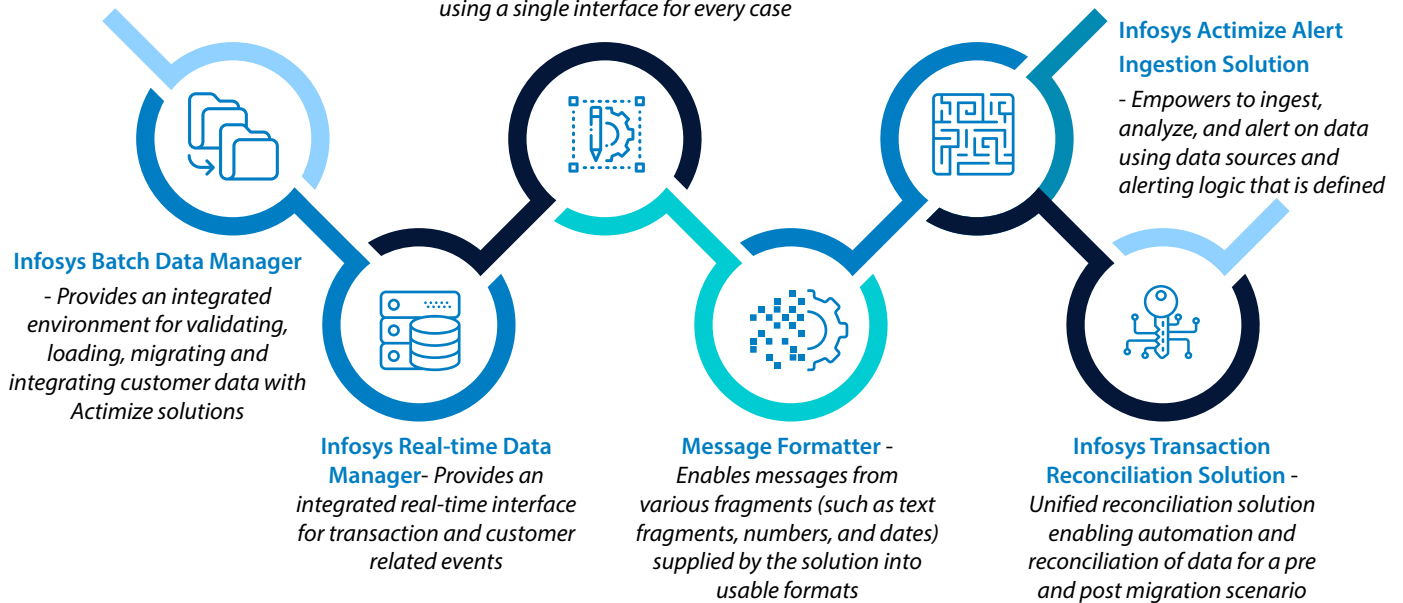 using a single interface for every case
Infosys Actimize Alert
Ingestion Solution
- Empowers to ingest,
analyze, and alert on data
using data sources and
alerting logic that is defined
Infosys Batch Data Manager
- Provides an integrated
environment for validating,
loading, migrating and
integrating customer data with
Actimize solutions
Infosys Real-time Data
Manager- Provides an
integrated real-time interface
for transaction and customer
related events
Message Formatter -
Enables messages from
various fragments (such as text
fragments, numbers, and dates)
supplied by the solution into
usable formats
Infosys Transaction
Reconciliation Solution -
Unified reconciliation solution
enabling automation and
reconciliation of data for a pre
and post migration scenario